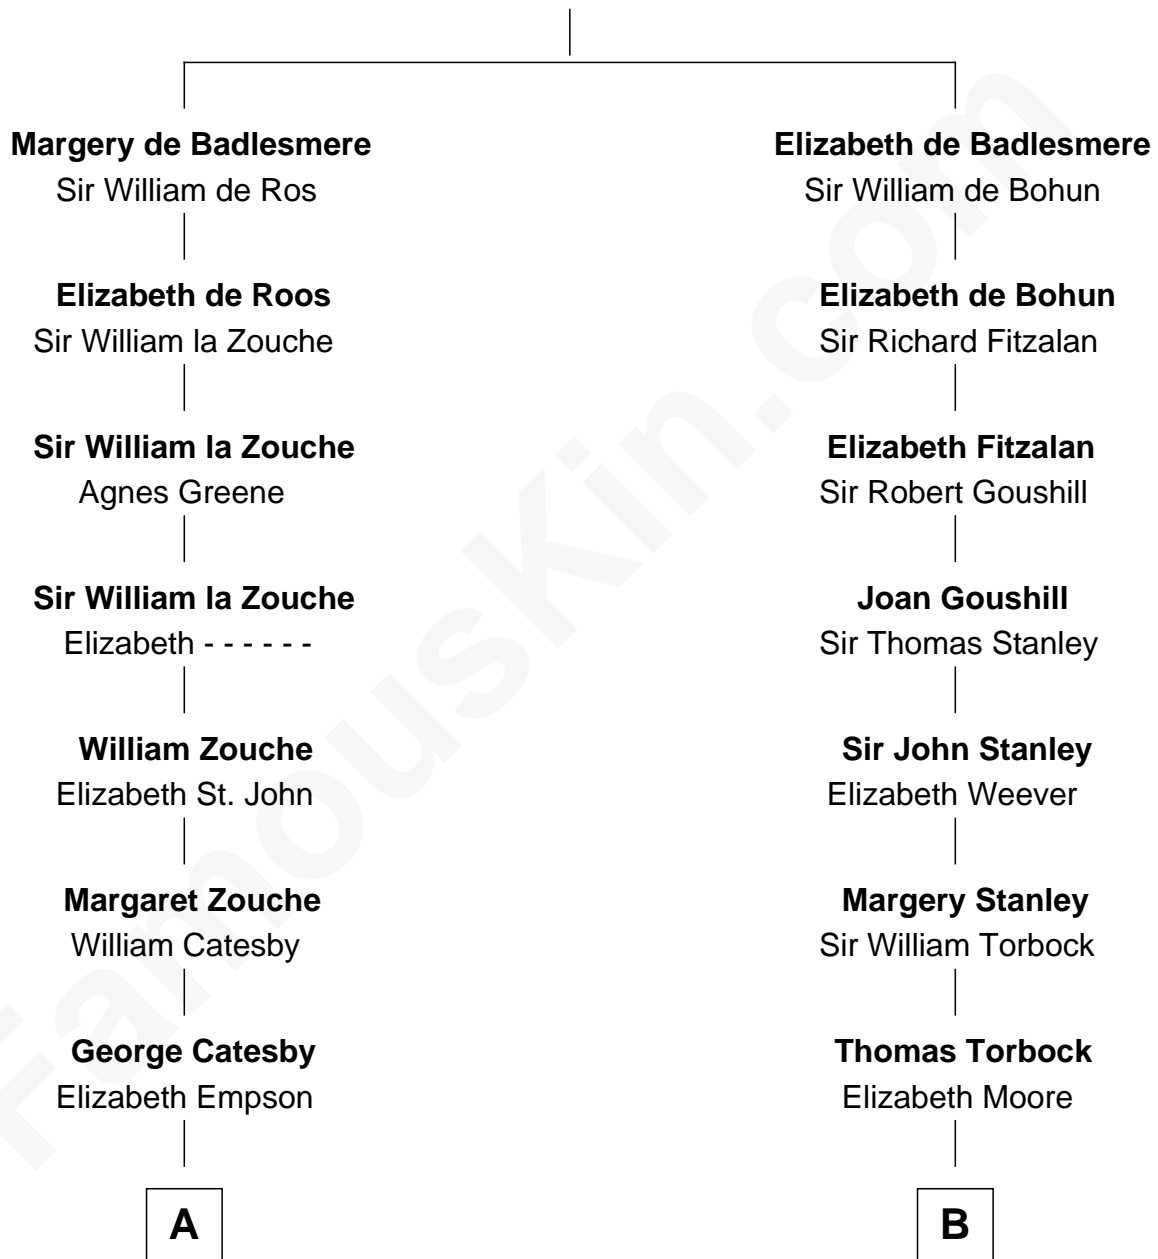 Margery de Badlesmere
Sir William de Ros
Elizabeth de Roos
Sir William la Zouche
Sir William la Zouche
Agnes Greene
Sir William la Zouche
Elizabeth - - - - - -
William Zouche
Elizabeth St. John
Margaret Zouche
William Catesby
George Catesby
Elizabeth Empson
A
Elizabeth de Badlesmere
Sir William de Bohun
Elizabeth de Bohun
Sir Richard Fitzalan
Elizabeth Fitzalan
Sir Robert Goushill
Joan Goushill
Sir Thomas Stanley
Sir John Stanley
Elizabeth Weever
Margery Stanley
Sir William Torbock
Thomas Torbock
Elizabeth Moore
B
FamousKin.com